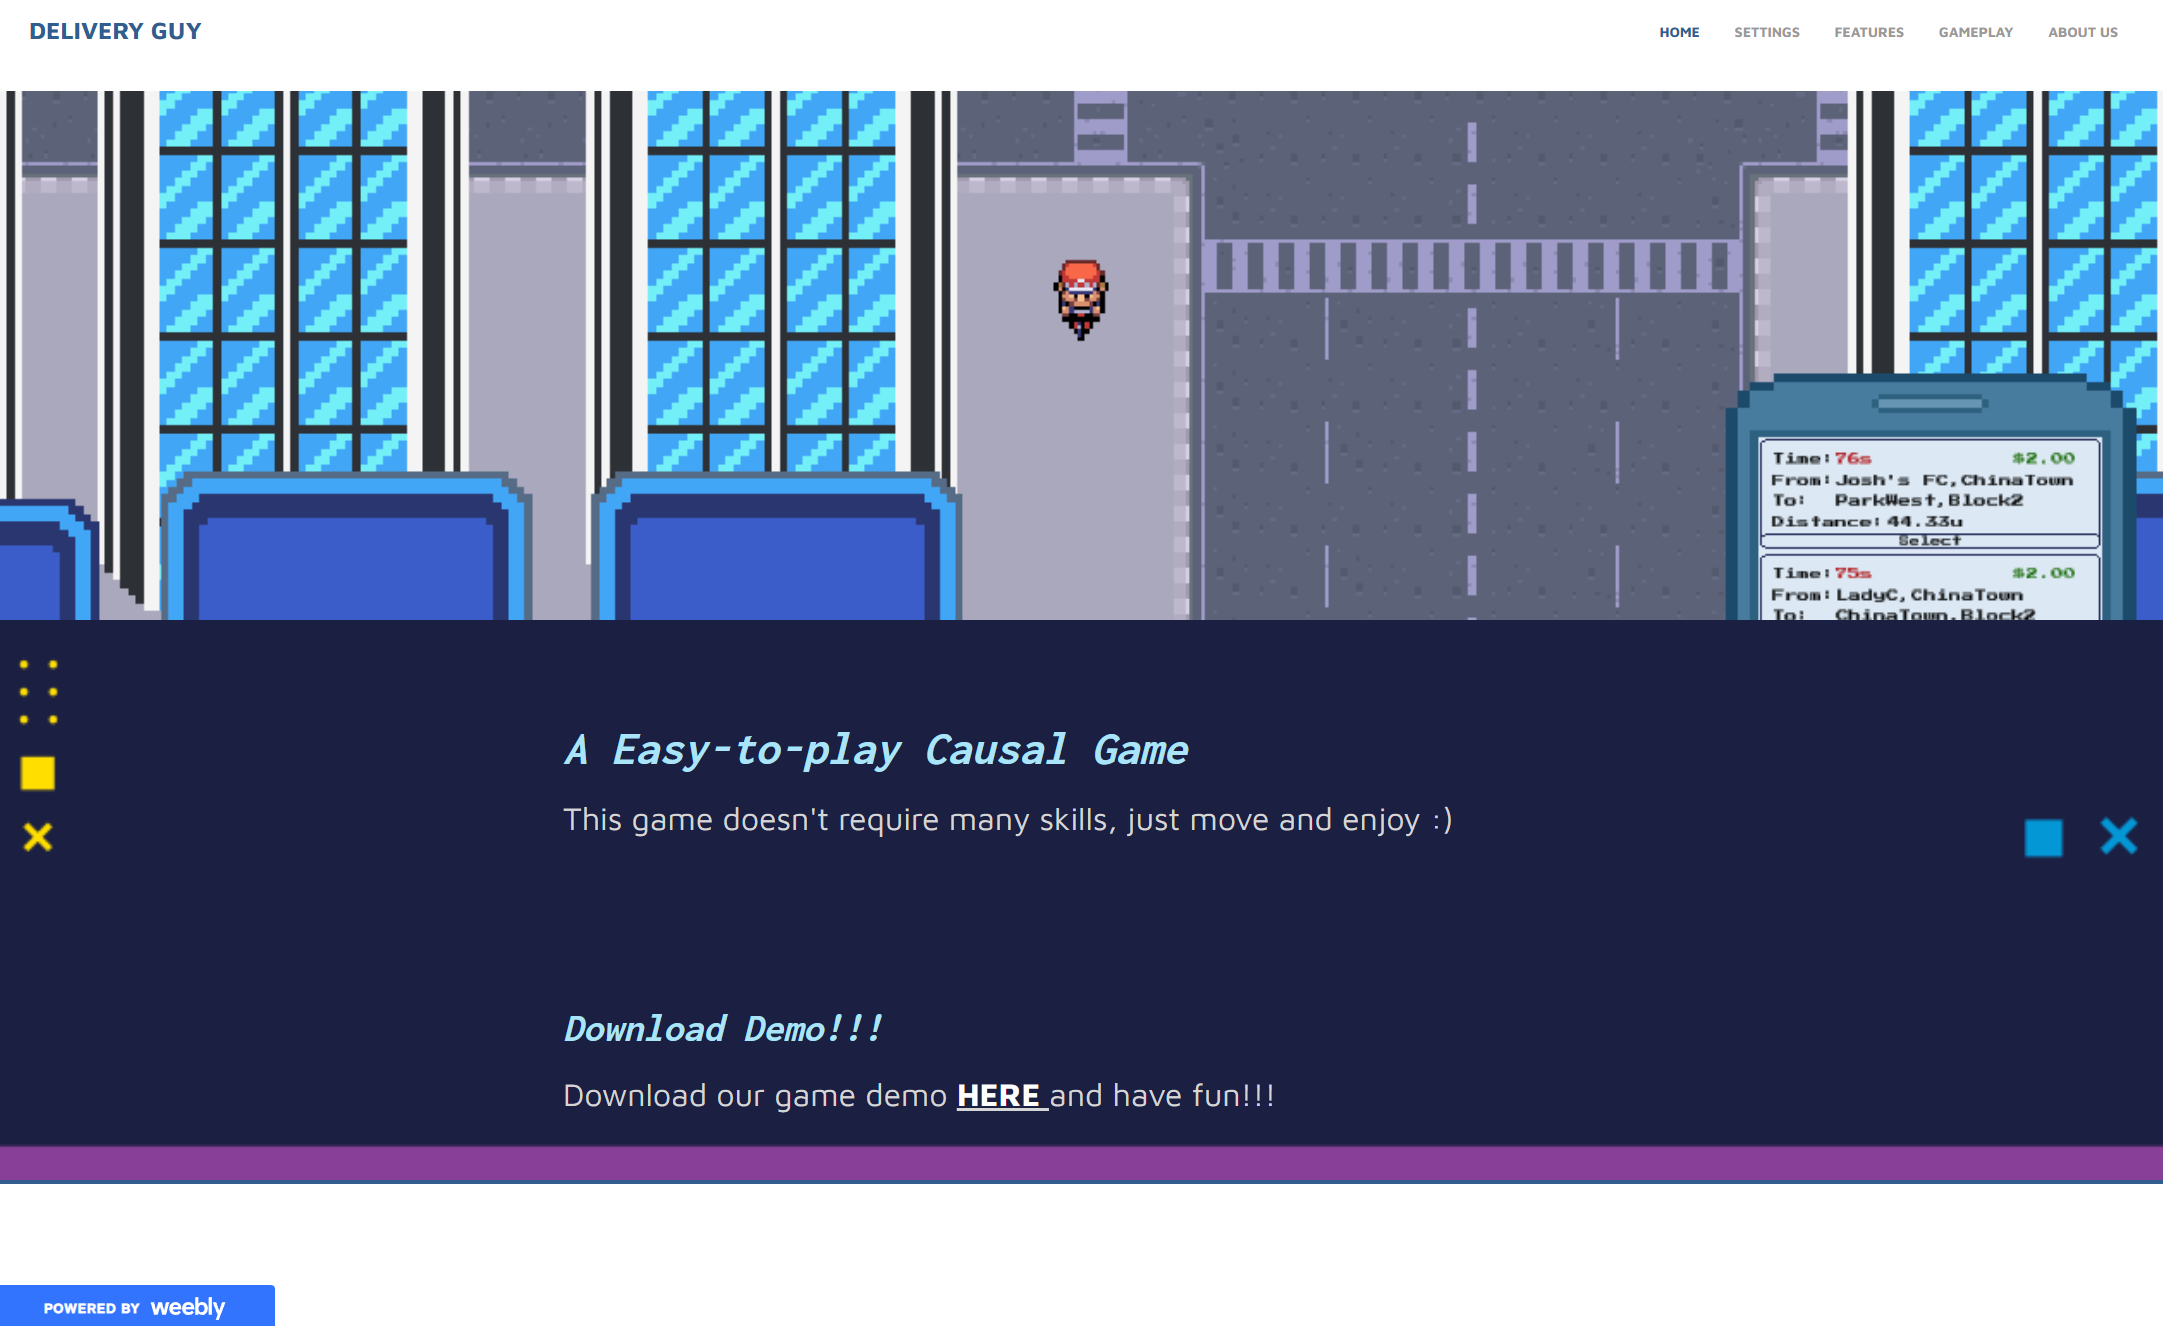 DELIVERY GUY
HOME SETTINGS FEATURES GAMEPLAY ABOUT US
Time:76s $2.00
From:Josh's FC,ChinaTown
To: ParkWest,Block2
Distance:44.33u
Select
Time:75s $2.00
From:LadyC,ChinaTown
To: ChinaTown,Block2
A Easy-to-play Causal Game
This game doesn't require many skills, just move and enjoy :)
Download Demo!!!
Download our game demo HERE and have fun!!!
POWERED BY weebly